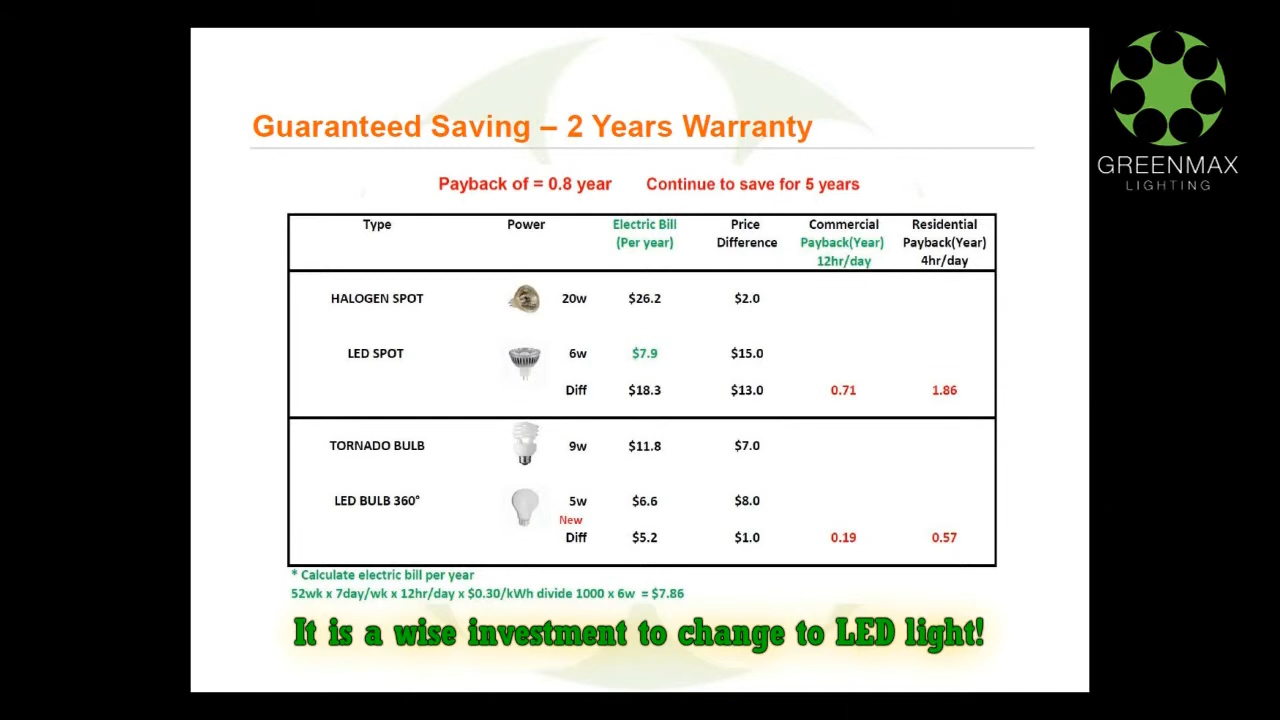 GREENMAX
LIGHTING
Guaranteed Saving – 2 Years Warranty
Payback of = 0.8 year Continue to save for 5 years
Type Power Electric Bill (Per year) Price Difference Commercial Payback(Year) 12hr/day Residential Payback(Year) 4hr/day
HALOGEN SPOT 20w $26.2 $2.0
LED SPOT 6w $7.9 $15.0
Diff $18.3 $13.0 0.71 1.86
TORNADO BULB 9w $11.8 $7.0
LED BULB 360° 5w $6.6 $8.0
New
Diff $5.2 $1.0 0.19 0.57
* Calculate electric bill per year
52wk x 7day/wk x 12hr/day x $0.30/kWh divide 1000 x 6w = $7.86
It is a wise investment to change to LED light!